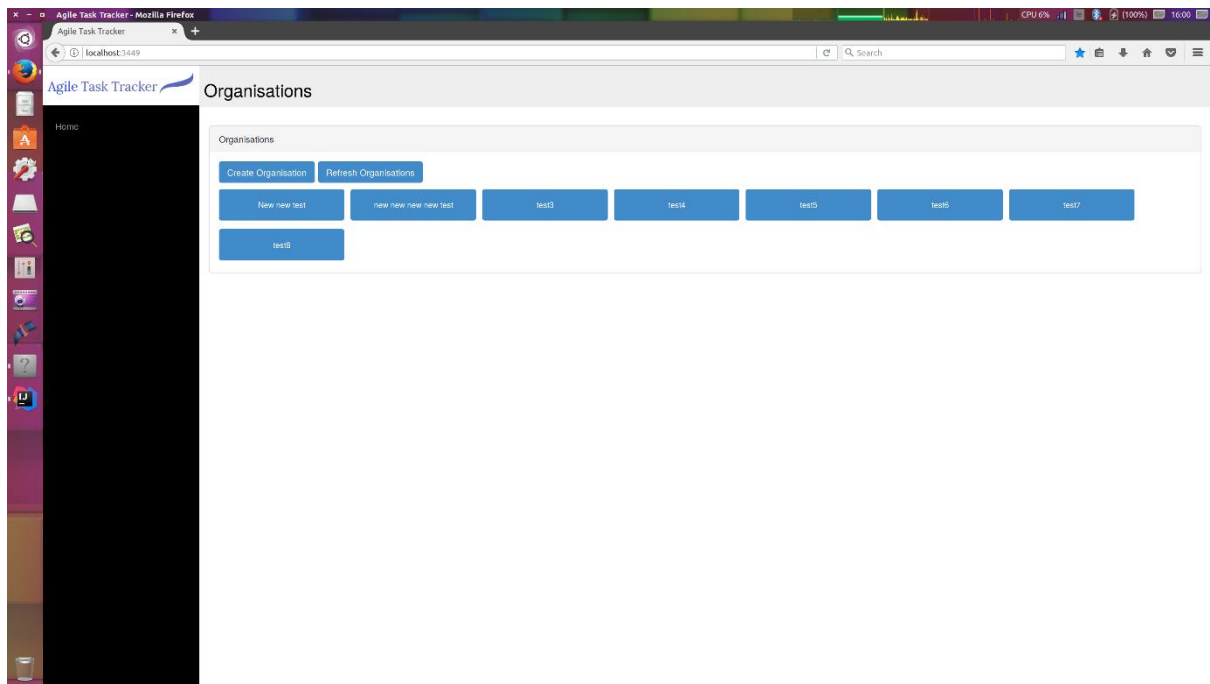 Agile Task Tracker - Mozilla Firefox
CPU 6% (100%) 16:00
Agile Task Tracker
localhost:3449
Search
Agile Task Tracker
Organisations
Home
Organisations
Create Organisation Refresh Organisations
New new test new new new new test test3 test4 test5 test6 test7
test8